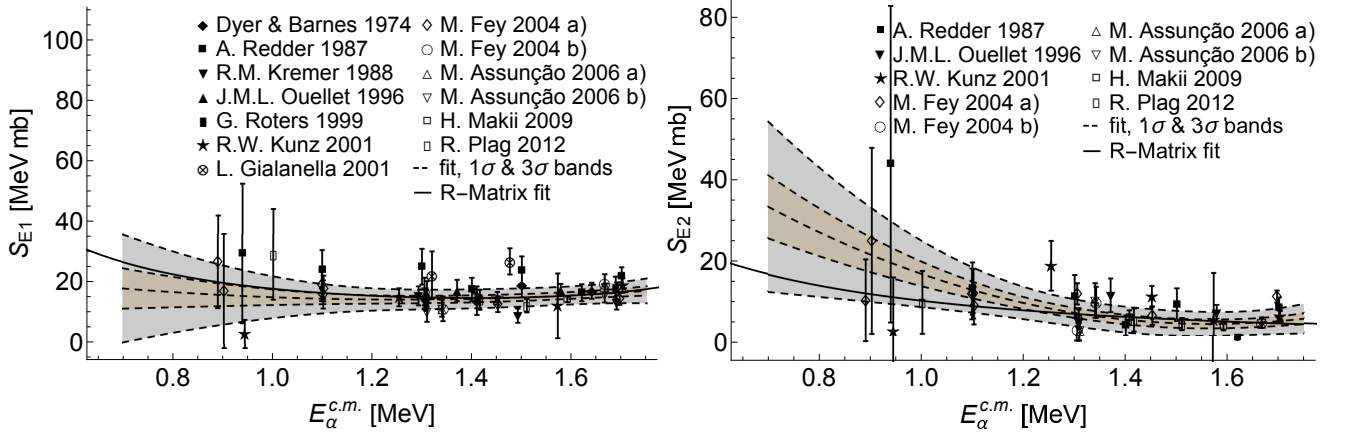 100
80
60
40
20
0
S_E1 [MeV mb]
Dyer & Barnes 1974
A. Redder 1987
R.M. Kremer 1988
J.M.L. Ouellet 1996
G. Roters 1999
R.W. Kunz 2001
L. Gialanella 2001
M. Fey 2004 a)
M. Fey 2004 b)
M. Assunção 2006 a)
M. Assunção 2006 b)
H. Makii 2009
R. Plag 2012
fit, 1σ & 3σ bands
R−Matrix fit
0.8 1.0 1.2 1.4 1.6
E_α^c.m. [MeV]
80
60
40
20
0
S_E2 [MeV mb]
A. Redder 1987
J.M.L. Ouellet 1996
R.W. Kunz 2001
M. Fey 2004 a)
M. Fey 2004 b)
M. Assunção 2006 a)
M. Assunção 2006 b)
H. Makii 2009
R. Plag 2012
fit, 1σ & 3σ bands
R−Matrix fit
0.8 1.0 1.2 1.4 1.6
E_α^c.m. [MeV]